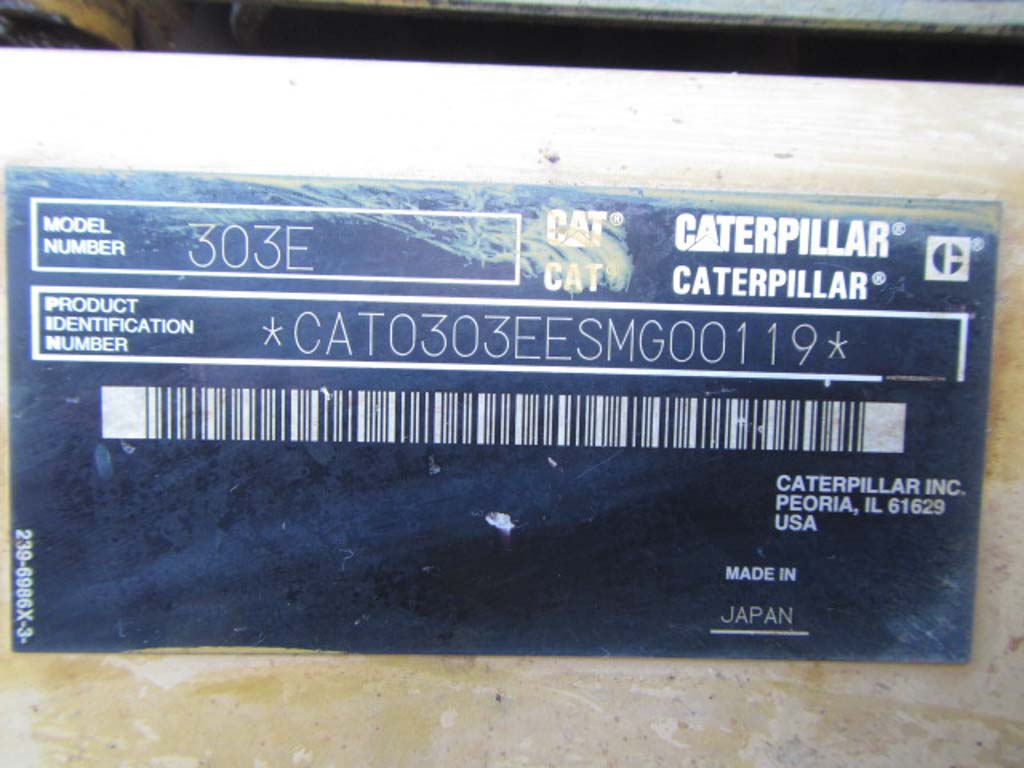 MODEL
NUMBER
303E
CAT®
CATERPILLAR®
CAT®
CATERPILLAR®
C®
PRODUCT
IDENTIFICATION
NUMBER
*CAT0303EESMG00119*
CATERPILLAR INC.
PEORIA, IL 61629
USA
MADE IN
JAPAN
239-6986X-3-